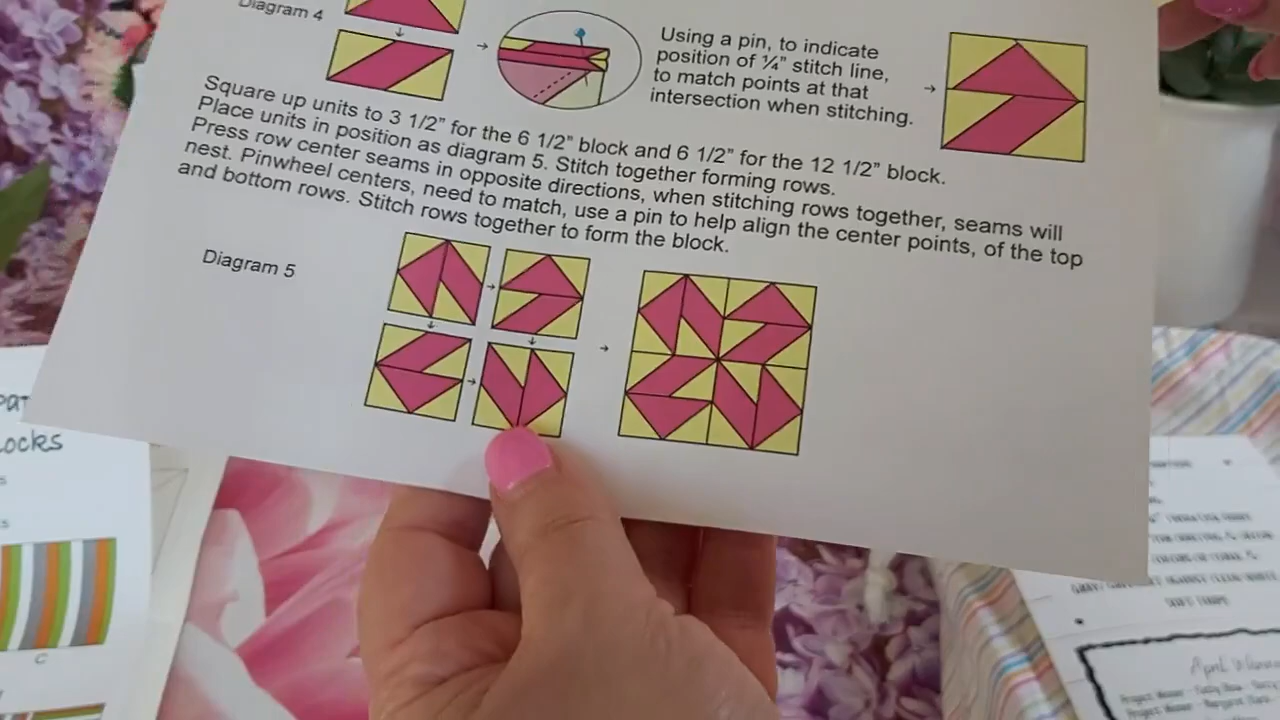 Diagram 4
Using a pin, to indicate
position of ¼" stitch line,
to match points at that
intersection when stitching.
Square up units to 3 1/2" for the 6 1/2" block and 6 1/2" for the 12 1/2" block.
Place units in position as diagram 5. Stitch together forming rows.
Press row center seams in opposite directions, when stitching rows together, seams will
nest. Pinwheel centers, need to match, use a pin to help align the center points, of the top
and bottom rows. Stitch rows together to form the block.
Diagram 5
C
April